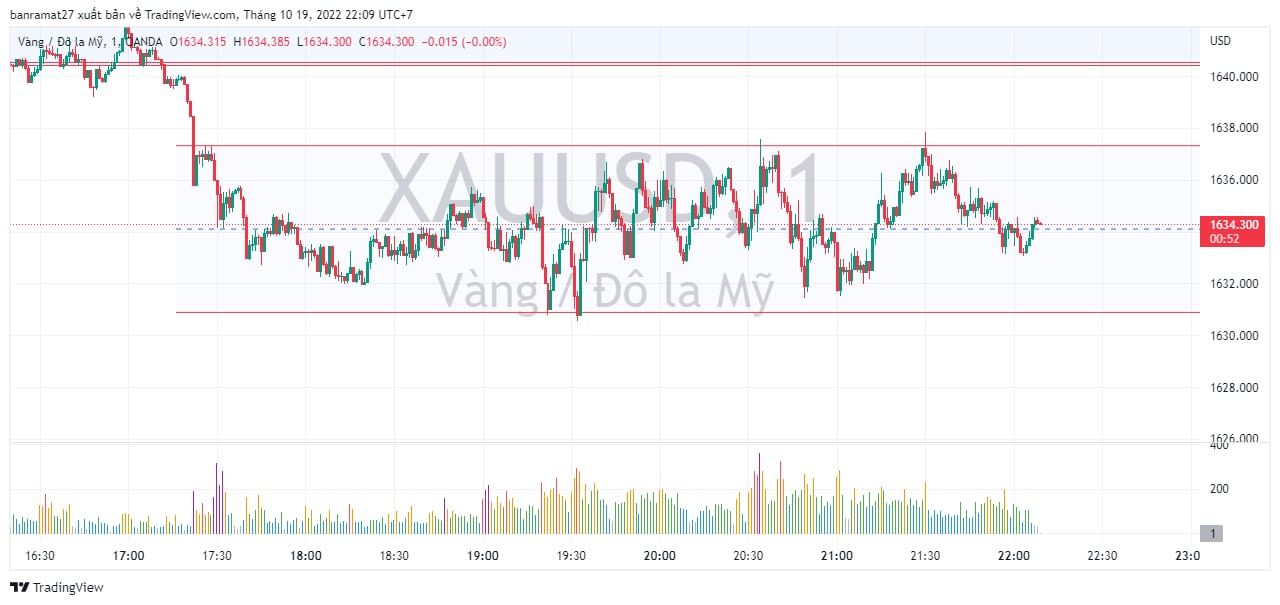 banramat27 xuất bản về TradingView.com, Tháng 10 19, 2022 22:09 UTC+7
Vàng / Đô la Mỹ, 1, OANDA O1634.315 H1634.385 L1634.300 C1634.300 −0.015 (−0.00%)
USD
1640.000
1638.000
XAUUSD, 1
1636.000
1634.300
00:52
Vàng / Đô la Mỹ
1632.000
1630.000
1628.000
1626.000
400
200
1
16:30 17:00 17:30 18:00 18:30 19:00 19:30 20:00 20:30 21:00 21:30 22:00 22:30 23:0
TradingView